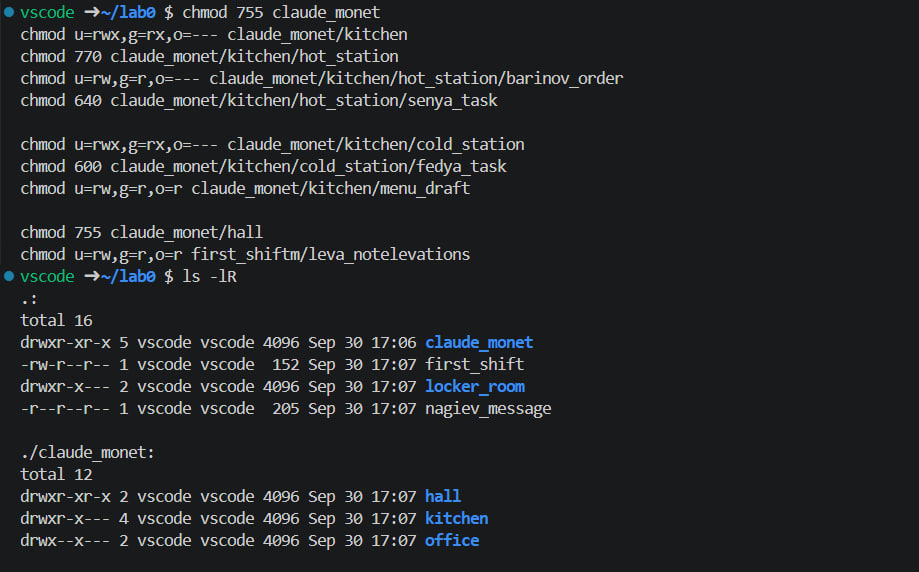 vscode ➜~/lab0 $ chmod 755 claude_monet
chmod u=rwx,g=rx,o=--- claude_monet/kitchen
chmod 770 claude_monet/kitchen/hot_station
chmod u=rw,g=r,o=--- claude_monet/kitchen/hot_station/barinov_order
chmod 640 claude_monet/kitchen/hot_station/senya_task
chmod u=rwx,g=rx,o=--- claude_monet/kitchen/cold_station
chmod 600 claude_monet/kitchen/cold_station/fedya_task
chmod u=rw,g=r,o=r claude_monet/kitchen/menu_draft
chmod 755 claude_monet/hall
chmod u=rw,g=r,o=r first_shiftm/leva_notelevations
vscode ➜~/lab0 $ ls -lR
.:
total 16
drwxr-xr-x 5 vscode vscode 4096 Sep 30 17:06 claude_monet
-rw-r--r-- 1 vscode vscode  152 Sep 30 17:07 first_shift
drwxr-x--- 2 vscode vscode 4096 Sep 30 17:07 locker_room
-r--r--r-- 1 vscode vscode  205 Sep 30 17:07 nagiev_message
./claude_monet:
total 12
drwxr-xr-x 2 vscode vscode 4096 Sep 30 17:07 hall
drwxr-x--- 4 vscode vscode 4096 Sep 30 17:07 kitchen
drwx--x--- 2 vscode vscode 4096 Sep 30 17:07 office